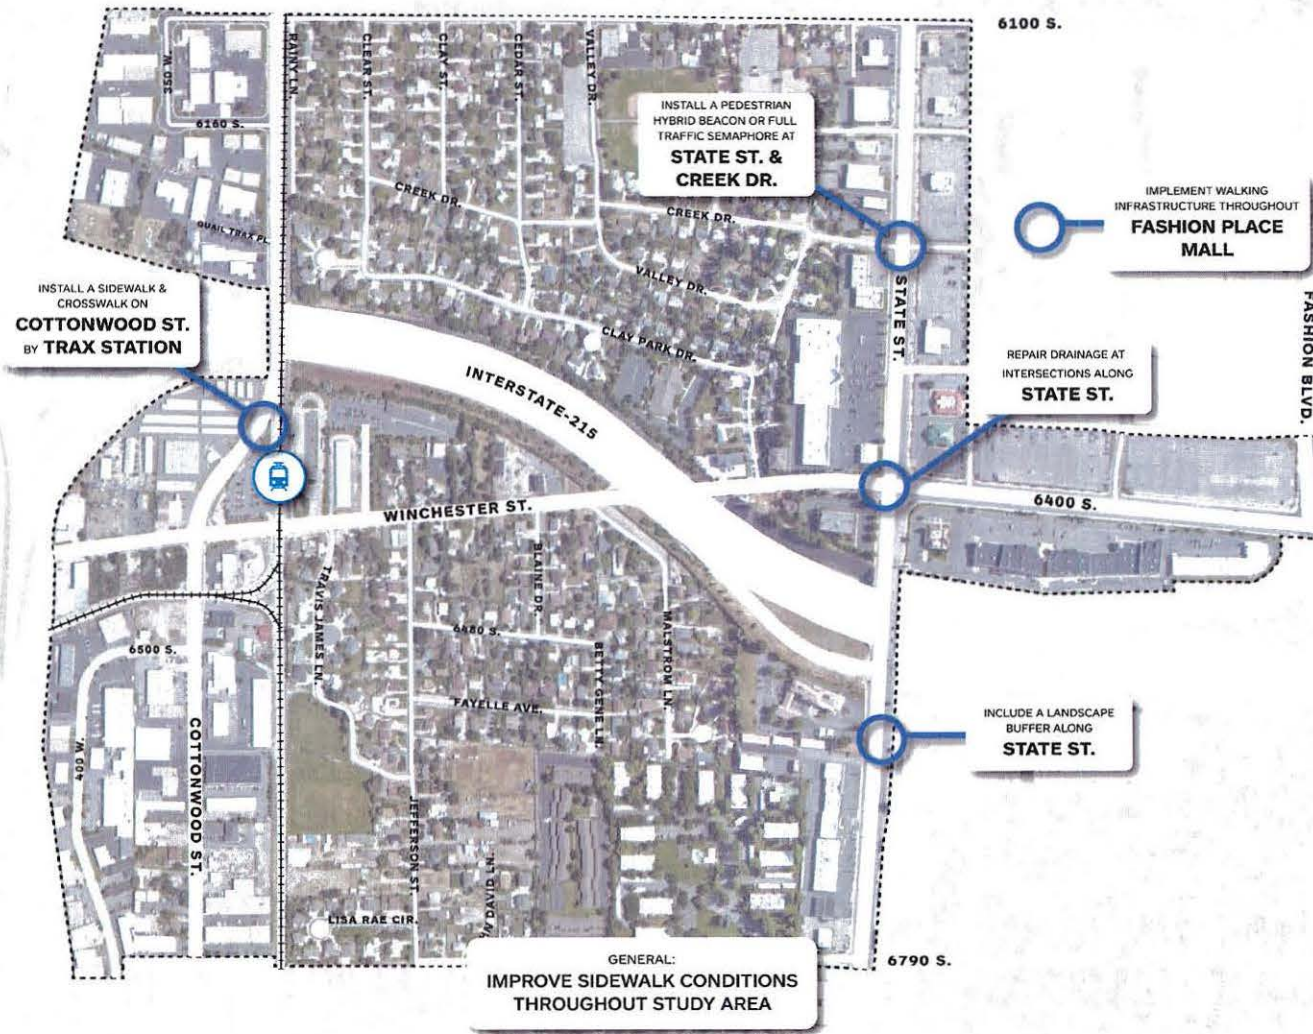 6100 S.
RAINY LN.
CLEAR ST.
CLAY ST.
CEDAR ST.
VALLEY DR.
350 W.
6160 S.
INSTALL A PEDESTRIAN
HYBRID BEACON OR FULL
TRAFFIC SEMAPHORE AT
STATE ST. &
CREEK DR.
IMPLEMENT WALKING
INFRASTRUCTURE THROUGHOUT
FASHION PLACE
MALL
CREEK DR.
CREEK DR.
QUAIL TRAX PL.
VALLEY DR.
STATE ST.
FASHION BLVD.
INSTALL A SIDEWALK &
CROSSWALK ON
COTTONWOOD ST.
BY TRAX STATION
CLAY PARK DR.
INTERSTATE-215
REPAIR DRAINAGE AT
INTERSECTIONS ALONG
STATE ST.
WINCHESTER ST.
6400 S.
TRAVIS JAMES LN.
BLAINE DR.
6480 S.
BETTY GENE LN.
MALSTROM LN.
6500 S.
FAYELLE AVE.
400 W.
COTTONWOOD ST.
INCLUDE A LANDSCAPE
BUFFER ALONG
STATE ST.
JEFFERSON ST
DAVID LN.
LISA RAE CIR.
6790 S.
GENERAL:
IMPROVE SIDEWALK CONDITIONS
THROUGHOUT STUDY AREA